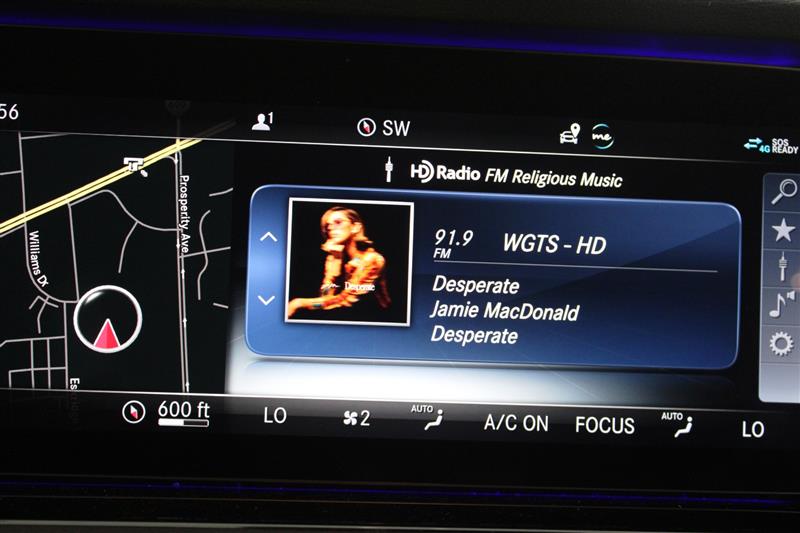 56
1
SW
me
SOS
4G READY
HD Radio FM Religious Music
Prosperity Ave
Williams Dr
91.9
FM
WGTS - HD
Desperate
Desperate
Jamie MacDonald
Desperate
600 ft
LO
2
AUTO
A/C ON
FOCUS
AUTO
LO